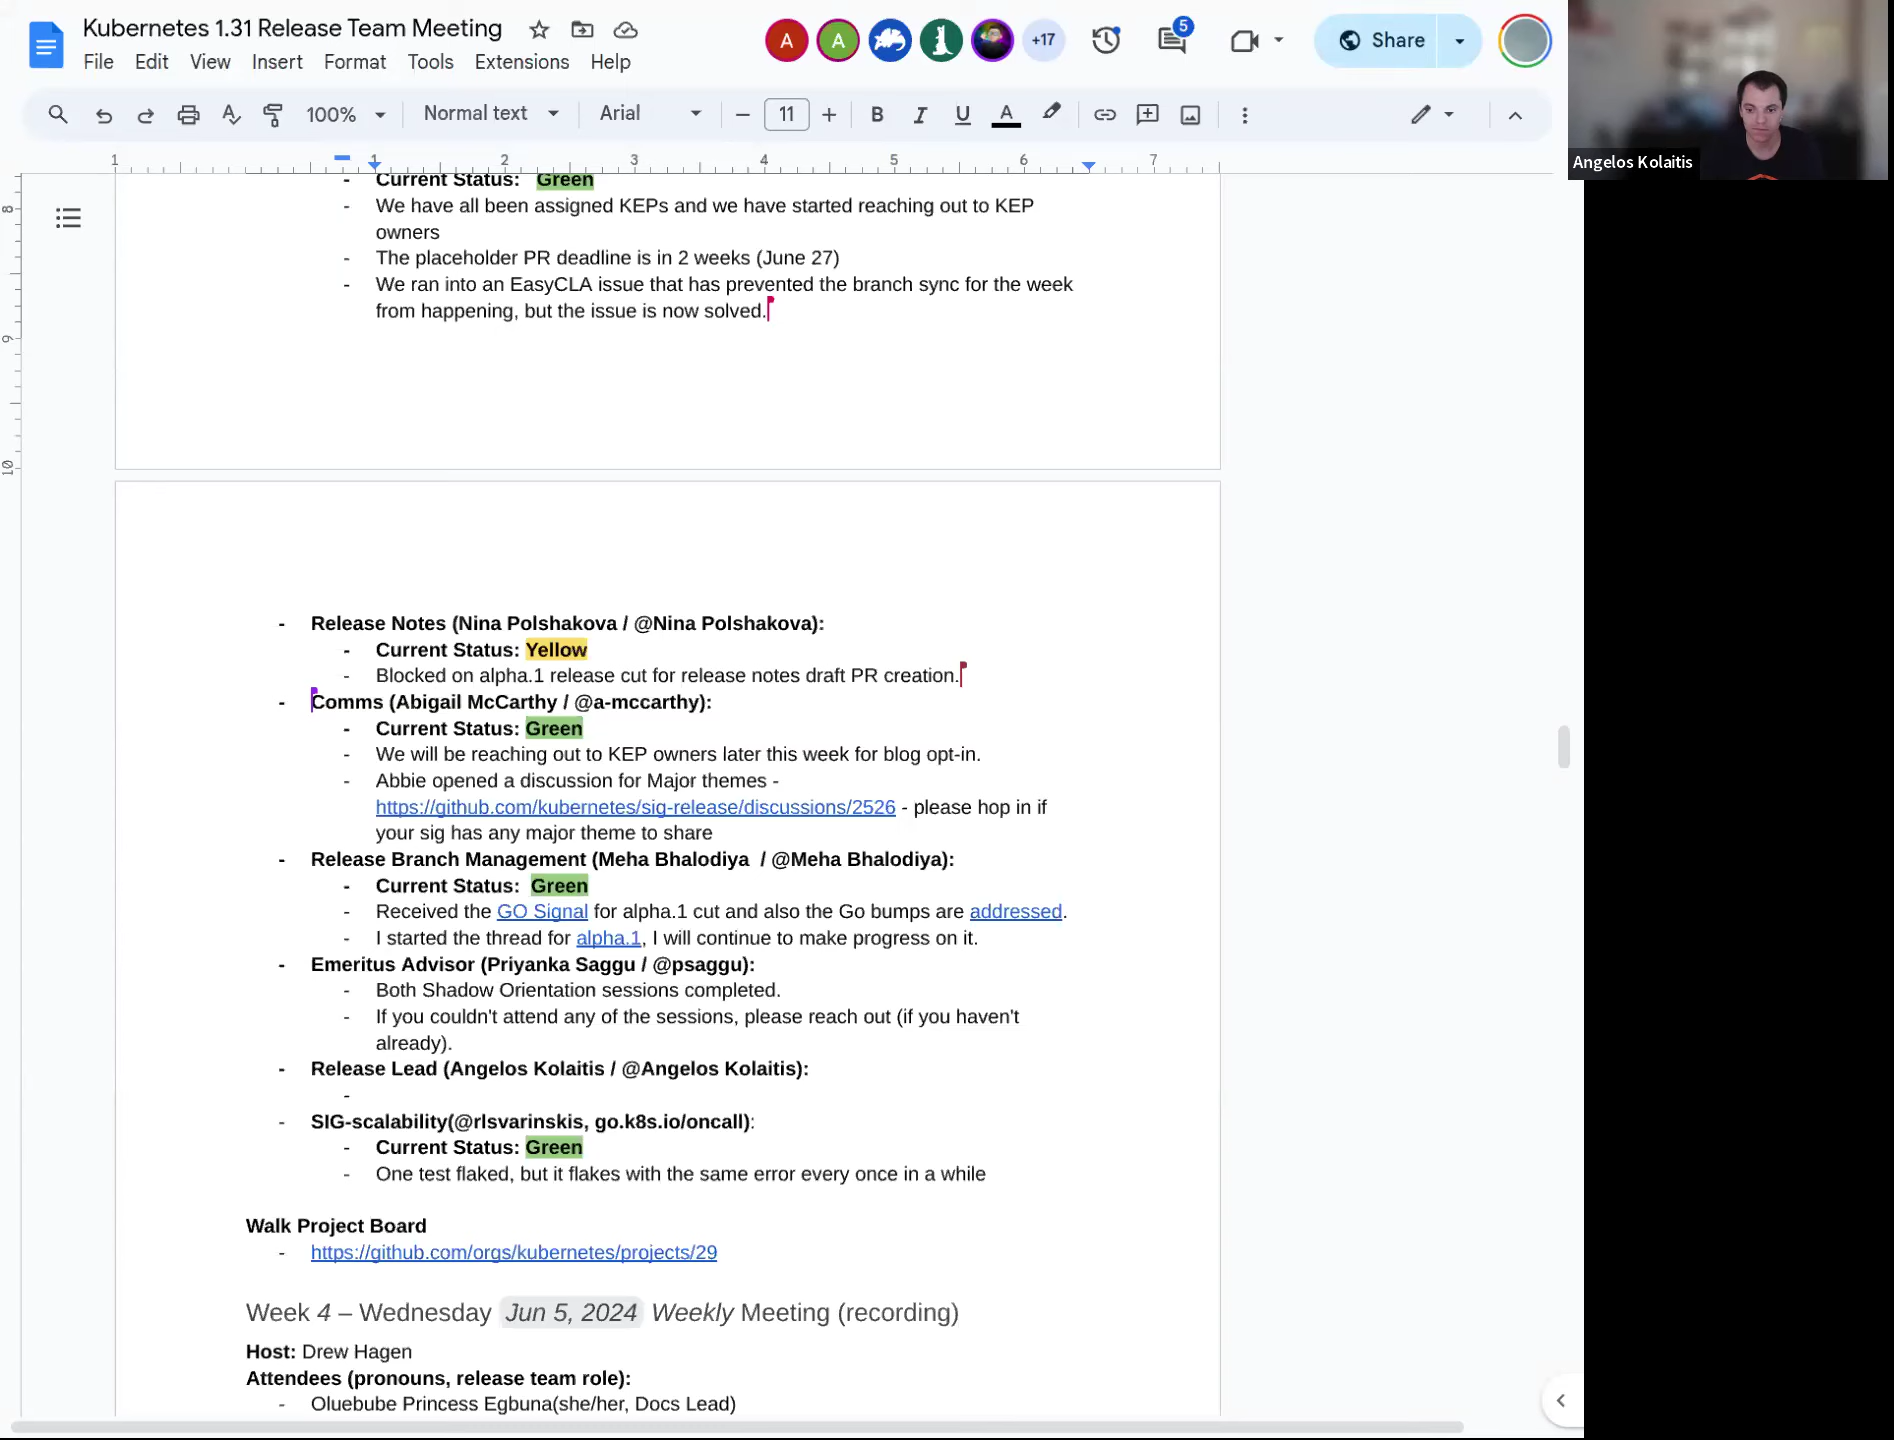 Kubernetes 1.31 Release Team Meeting
File Edit View Insert Format Tools Extensions Help
A A +17 5 Share
100% Normal text Arial 11 B I U A
1 1 2 3 4 5 6 7
8
9
10
Angelos Kolaitis
- Current Status: Green
- We have all been assigned KEPs and we have started reaching out to KEP
owners
- The placeholder PR deadline is in 2 weeks (June 27)
- We ran into an EasyCLA issue that has prevented the branch sync for the week
from happening, but the issue is now solved.
- Release Notes (Nina Polshakova / @Nina Polshakova):
- Current Status: Yellow
- Blocked on alpha.1 release cut for release notes draft PR creation.
- Comms (Abigail McCarthy / @a-mccarthy):
- Current Status: Green
- We will be reaching out to KEP owners later this week for blog opt-in.
- Abbie opened a discussion for Major themes -
https://github.com/kubernetes/sig-release/discussions/2526 - please hop in if
your sig has any major theme to share
- Release Branch Management (Meha Bhalodiya / @Meha Bhalodiya):
- Current Status: Green
- Received the GO Signal for alpha.1 cut and also the Go bumps are addressed.
- I started the thread for alpha.1, I will continue to make progress on it.
- Emeritus Advisor (Priyanka Saggu / @psaggu):
- Both Shadow Orientation sessions completed.
- If you couldn't attend any of the sessions, please reach out (if you haven't
already).
- Release Lead (Angelos Kolaitis / @Angelos Kolaitis):
-
- SIG-scalability(@rlsvarinskis, go.k8s.io/oncall):
- Current Status: Green
- One test flaked, but it flakes with the same error every once in a while
Walk Project Board
- https://github.com/orgs/kubernetes/projects/29
Week 4 – Wednesday Jun 5, 2024 Weekly Meeting (recording)
Host: Drew Hagen
Attendees (pronouns, release team role):
- Oluebube Princess Egbuna(she/her, Docs Lead)